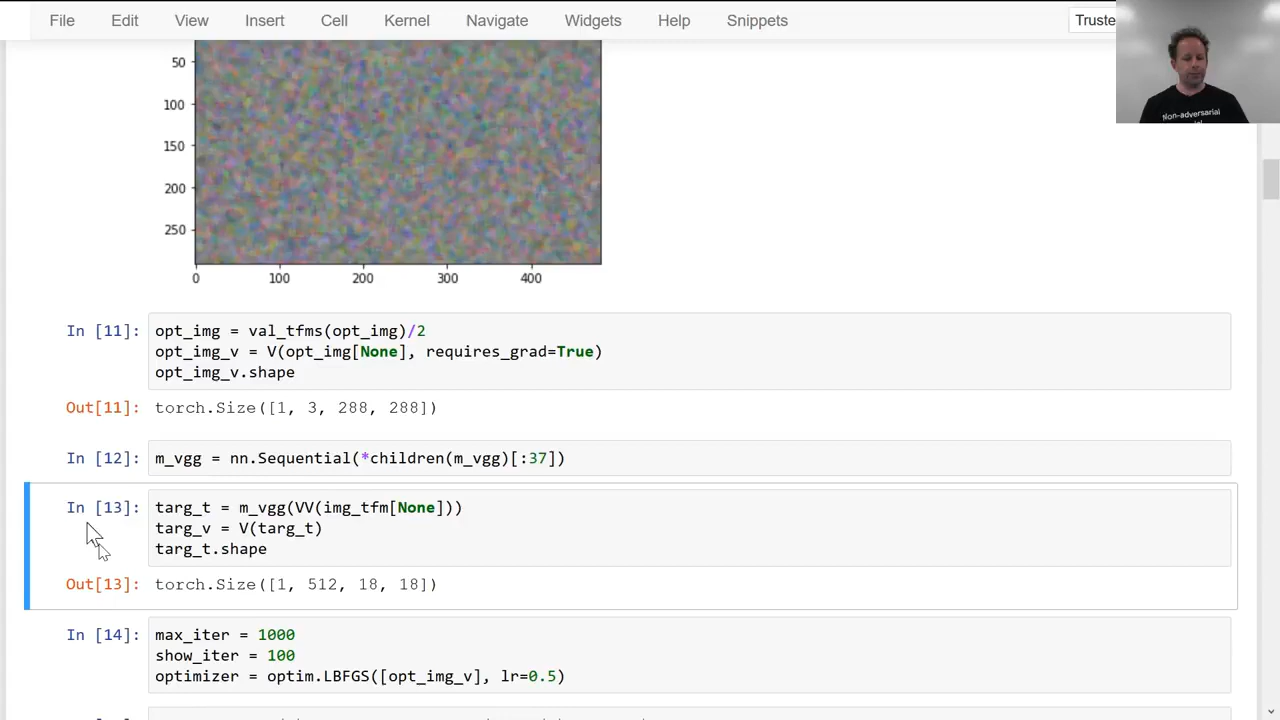 File Edit View Insert Cell Kernel Navigate Widgets Help Snippets Truste
50
100
150
200
250
0 100 200 300 400
In [11]: opt_img = val_tfms(opt_img)/2
opt_img_v = V(opt_img[None], requires_grad=True)
opt_img_v.shape
Out[11]: torch.Size([1, 3, 288, 288])
In [12]: m_vgg = nn.Sequential(*children(m_vgg)[:37])
In [13]: targ_t = m_vgg(VV(img_tfm[None]))
targ_v = V(targ_t)
targ_t.shape
Out[13]: torch.Size([1, 512, 18, 18])
In [14]: max_iter = 1000
show_iter = 100
optimizer = optim.LBFGS([opt_img_v], lr=0.5)
Non-adversarial